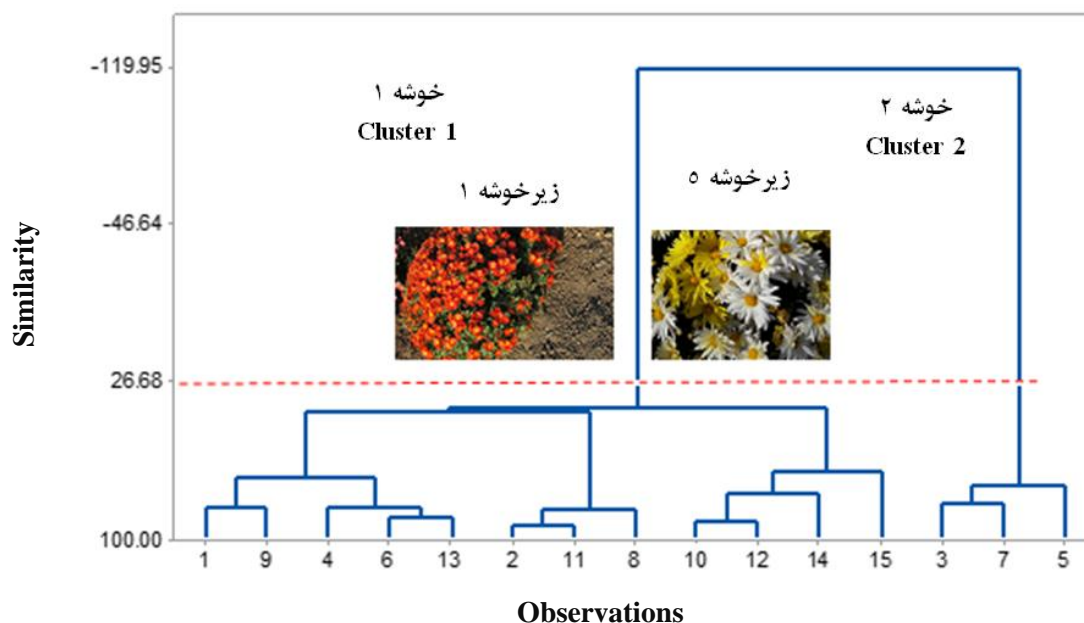 -119.95
خوشه ۱
Cluster 1
خوشه ۲
Cluster 2
زیرخوشه ۱
زیرخوشه ۵
-46.64
Similarity
26.68
100.00
1 9 4 6 13 2 11 8 10 12 14 15 3 7 5
Observations